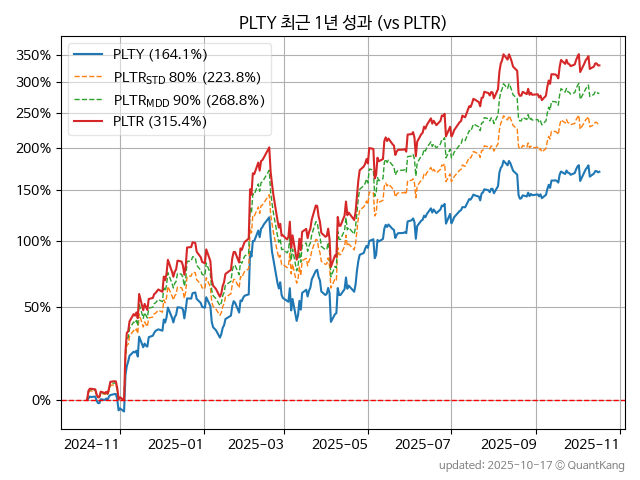 PLTY 최근 1년 성과 (vs PLTR)
PLTY (164.1%)
PLTR_STD 80% (223.8%)
PLTR_MDD 90% (268.8%)
PLTR (315.4%)
350%
300%
250%
200%
150%
100%
50%
0%
2024−11 2025−01 2025−03 2025−05 2025−07 2025−09 2025−11
updated: 2025-10-17 © QuantKang